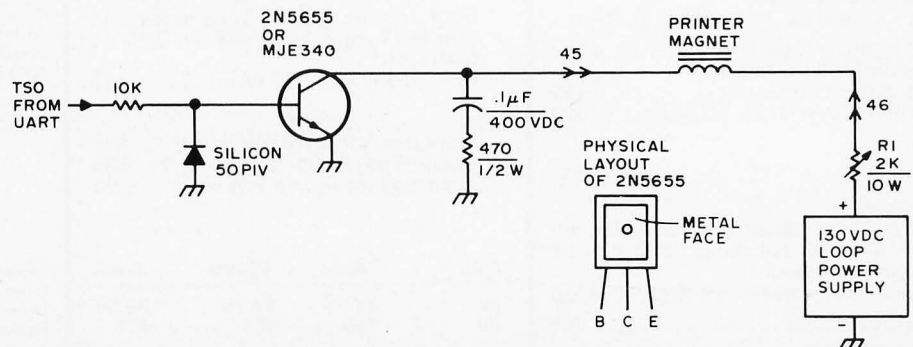 2N5655
OR
MJE340
TSO
FROM
UART
10K
SILICON
50PIV
.1µF
400 VDC
470
1/2 W
45
PRINTER
MAGNET
46
R1
2K
10 W
PHYSICAL
LAYOUT
OF 2N5655
METAL
FACE
B C E
+
130 VDC
LOOP
POWER
SUPPLY
-